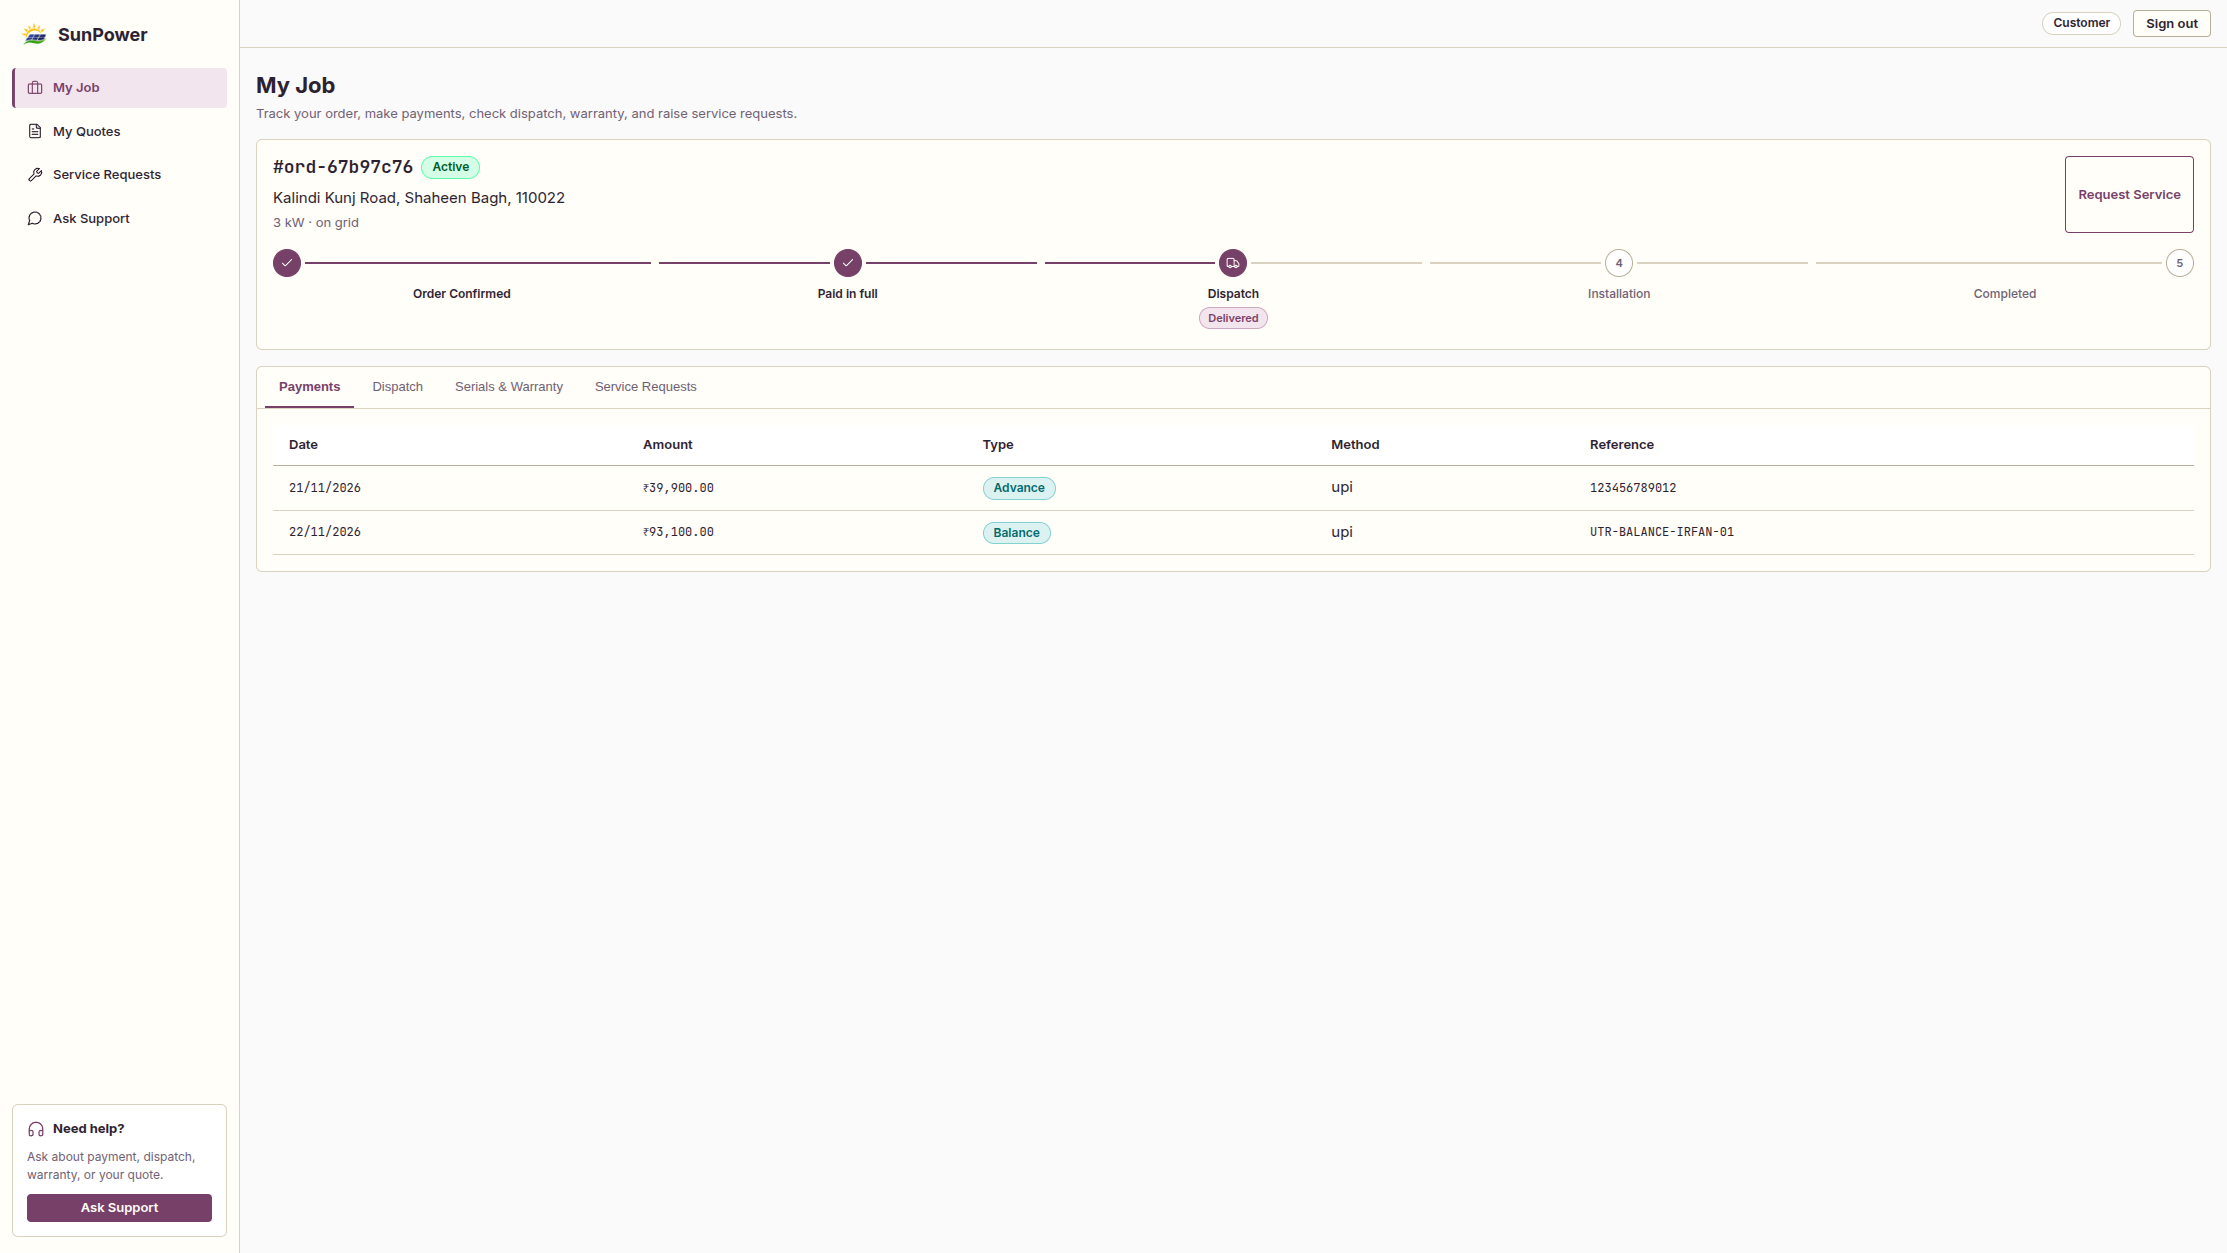 SunPower
Customer
Sign out
My Job
My Quotes
Service Requests
Ask Support
My Job
Track your order, make payments, check dispatch, warranty, and raise service requests.
#ord-67b97c76 Active
Kalindi Kunj Road, Shaheen Bagh, 110022
3 kW · on grid
Request Service
4 5
Order Confirmed Paid in full Dispatch Installation Completed
Delivered
Payments Dispatch Serials & Warranty Service Requests
Date Amount Type Method Reference
21/11/2026 ₹39,900.00 Advance upi 123456789012
22/11/2026 ₹93,100.00 Balance upi UTR-BALANCE-IRFAN-01
Need help?
Ask about payment, dispatch,
warranty, or your quote.
Ask Support